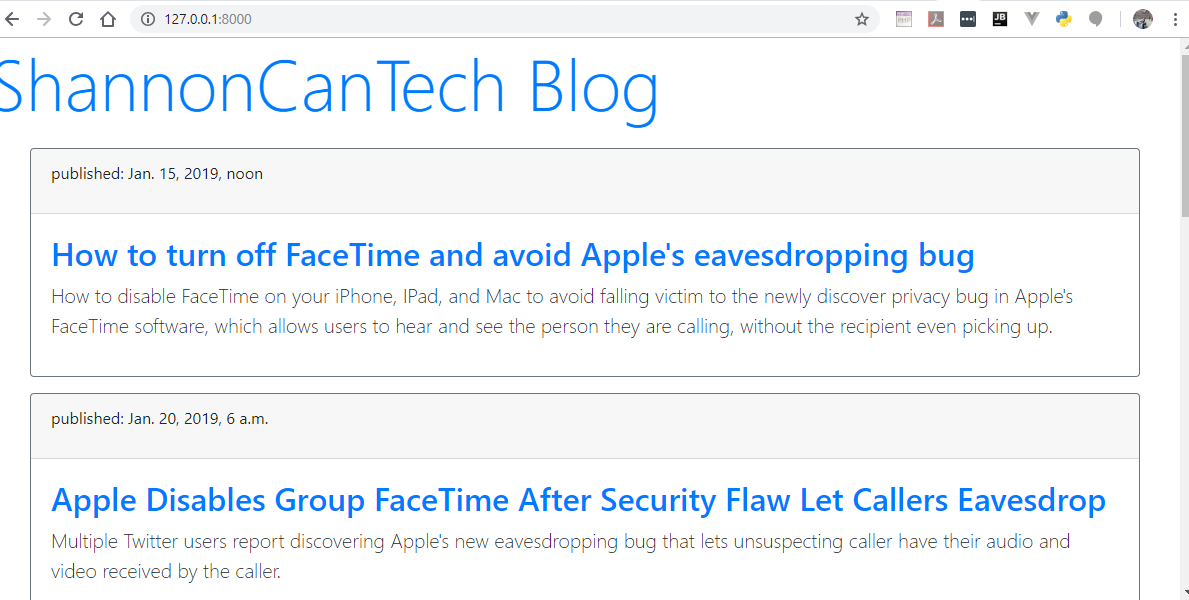 127.0.0.1:8000
JB
ShannonCanTech Blog
published: Jan. 15, 2019, noon
How to turn off FaceTime and avoid Apple's eavesdropping bug
How to disable FaceTime on your iPhone, IPad, and Mac to avoid falling victim to the newly discover privacy bug in Apple's
FaceTime software, which allows users to hear and see the person they are calling, without the recipient even picking up.
published: Jan. 20, 2019, 6 a.m.
Apple Disables Group FaceTime After Security Flaw Let Callers Eavesdrop
Multiple Twitter users report discovering Apple's new eavesdropping bug that lets unsuspecting caller have their audio and
video received by the caller.